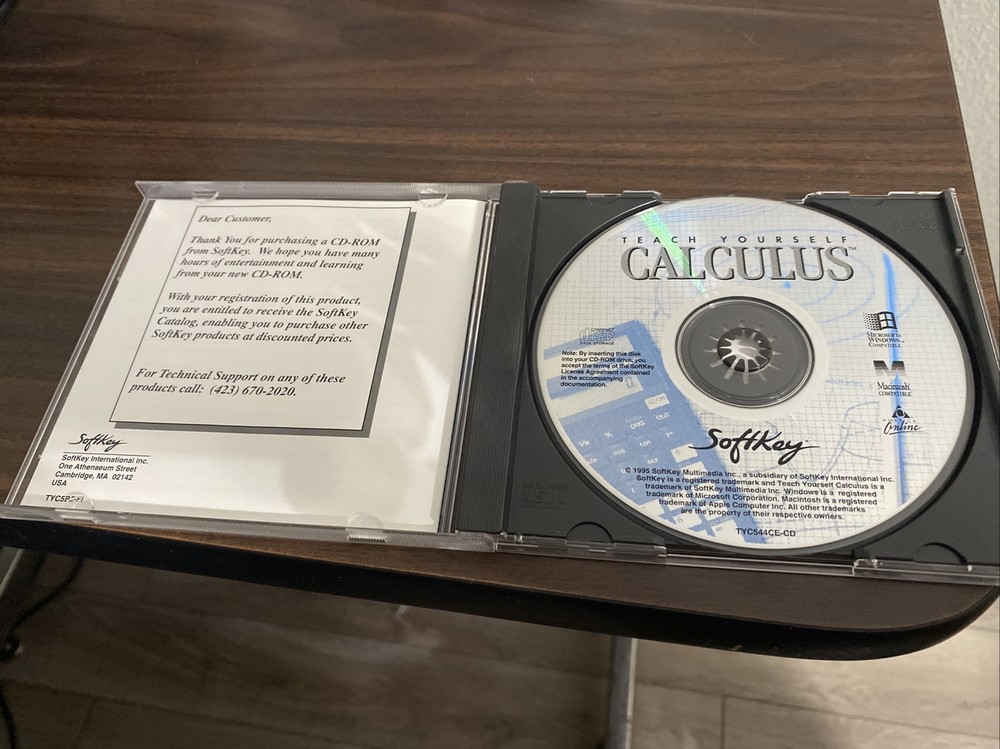 Dear Customer,
Thank You for purchasing a CD-ROM
from SoftKey. We hope you have many
hours of entertainment and learning
from your new CD-ROM.
With your registration of this product,
you are entitled to receive the SoftKey
Catalog, enabling you to purchase other
SoftKey products at discounted prices.
For Technical Support on any of these
products call: (423) 670-2020.
SoftKey
SoftKey International Inc.
One Athenaeum Street
Cambridge, MA 02142
USA
TEACH YOURSELF
CALCULUS™
COMPACT
disc
DATA STORAGE
Note: By inserting this disk
into your CD-ROM drive, you
accept the terms of the SoftKey
License Agreement contained
in the accompanying
documentation.
MICROSOFT
WINDOWS™
COMPATIBLE
Macintosh
COMPATIBLE
Online
SoftKey
© 1995 SoftKey Multimedia Inc., a subsidiary of SoftKey International Inc.
SoftKey is a registered trademark and Teach Yourself Calculus is a
trademark of SoftKey Multimedia Inc. Windows is a registered
trademark of Microsoft Corporation. Macintosh is a registered
trademark of Apple Computer Inc. All other trademarks
are the property of their respective owners.
TYC544CE-CD